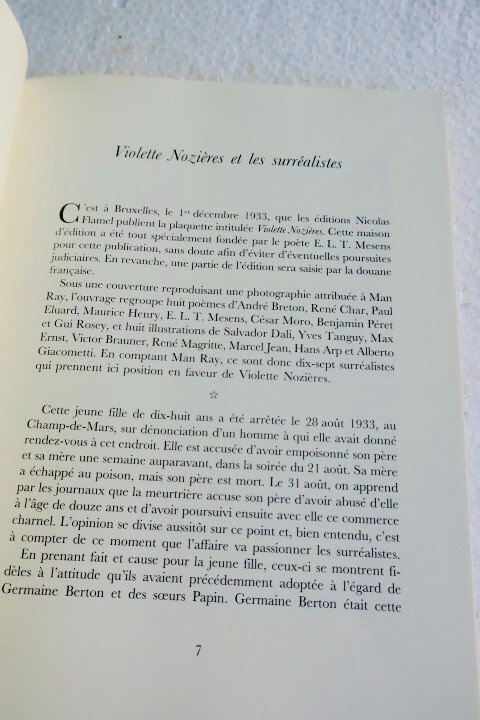 Violette Nozières et les surréalistes
C'est à Bruxelles, le 1er décembre 1933, que les éditions Nicolas
Flamel publient la plaquette intitulée Violette Nozières. Cette maison
d'édition a été tout spécialement fondée par le poète E. L. T. Mesens
pour cette publication, sans doute afin d'éviter d'éventuelles poursuites
judiciaires. En revanche, une partie de l'édition sera saisie par la douane
française.
Sous une couverture reproduisant une photographie attribuée à Man
Ray, l'ouvrage regroupe huit poèmes d'André Breton, René Char, Paul
Eluard, Maurice Henry, E. L. T. Mesens, César Moro, Benjamin Péret
et Gui Rosey, et huit illustrations de Salvador Dali, Yves Tanguy, Max
Ernst, Victor Brauner, René Magritte, Marcel Jean, Hans Arp et Alberto
Giacometti. En comptant Man Ray, ce sont donc dix-sept surréalistes
qui prennent ici position en faveur de Violette Nozières.
☆
Cette jeune fille de dix-huit ans a été arrêtée le 28 août 1933, au
Champ-de-Mars, sur dénonciation d'un homme à qui elle avait donné
rendez-vous à cet endroit. Elle est accusée d'avoir empoisonné son père
et sa mère une semaine auparavant, dans la soirée du 21 août. Sa mère
a échappé au poison, mais son père est mort. Le 31 août, on apprend
par les journaux que la meurtrière accuse son père d'avoir abusé d'elle
à l'âge de douze ans et d'avoir poursuivi ensuite avec elle ce commerce
charnel. L'opinion se divise aussitôt sur ce point et, bien entendu, c'est
à compter de ce moment que l'affaire va passionner les surréalistes.
En prenant fait et cause pour la jeune fille, ceux-ci se montrent fi-
dèles à l'attitude qu'ils avaient précédemment adoptée à l'égard de
Germaine Berton et des sœurs Papin. Germaine Berton était cette
7